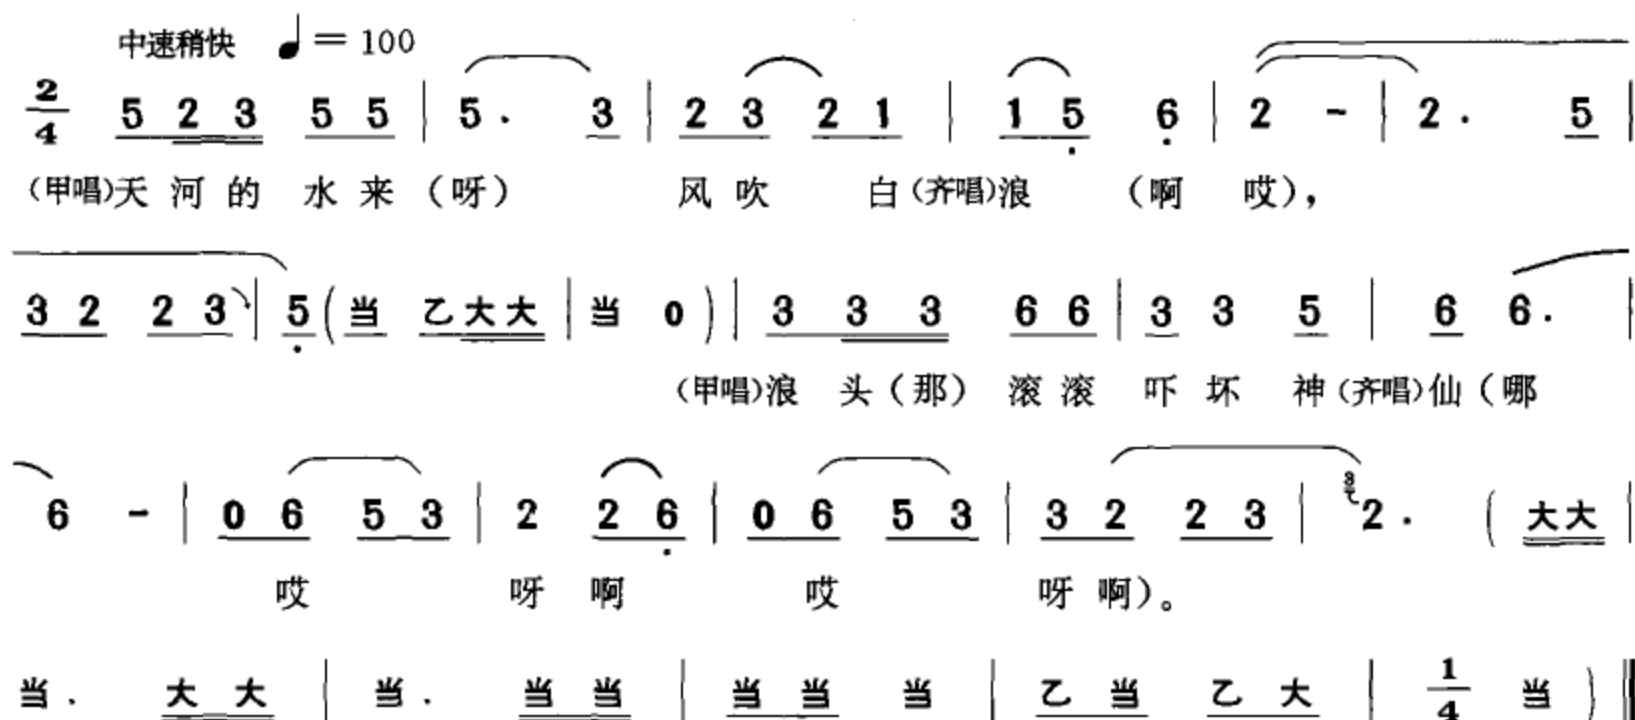 中速稍快 ♩= 100
2/4 5 2 3 5 5 | 5 . 3 | 2 3 2 1 | 1 5 6 | 2 - | 2 . 5 |
(甲唱)天 河 的 水 来 (呀) 风 吹 白 (齐唱)浪 (啊 哎),
3 2 2 3 | 5 (当 乙 大 大 | 当 0 ) | 3 3 3 6 6 | 3 3 5 | 6 6 . |
(甲唱)浪 头 (那) 滚 滚 吓 坏 神 (齐唱)仙 (哪
6 - | 0 6 5 3 | 2 2 6 | 0 6 5 3 | 3 2 2 3 | 3 2 . ( 大 大 |
哎 呀 啊 哎 呀 啊)。
当 . 大 大 | 当 . 当 当 | 当 当 当 | 乙 当 乙 大 | 1/4 当 ) ‖